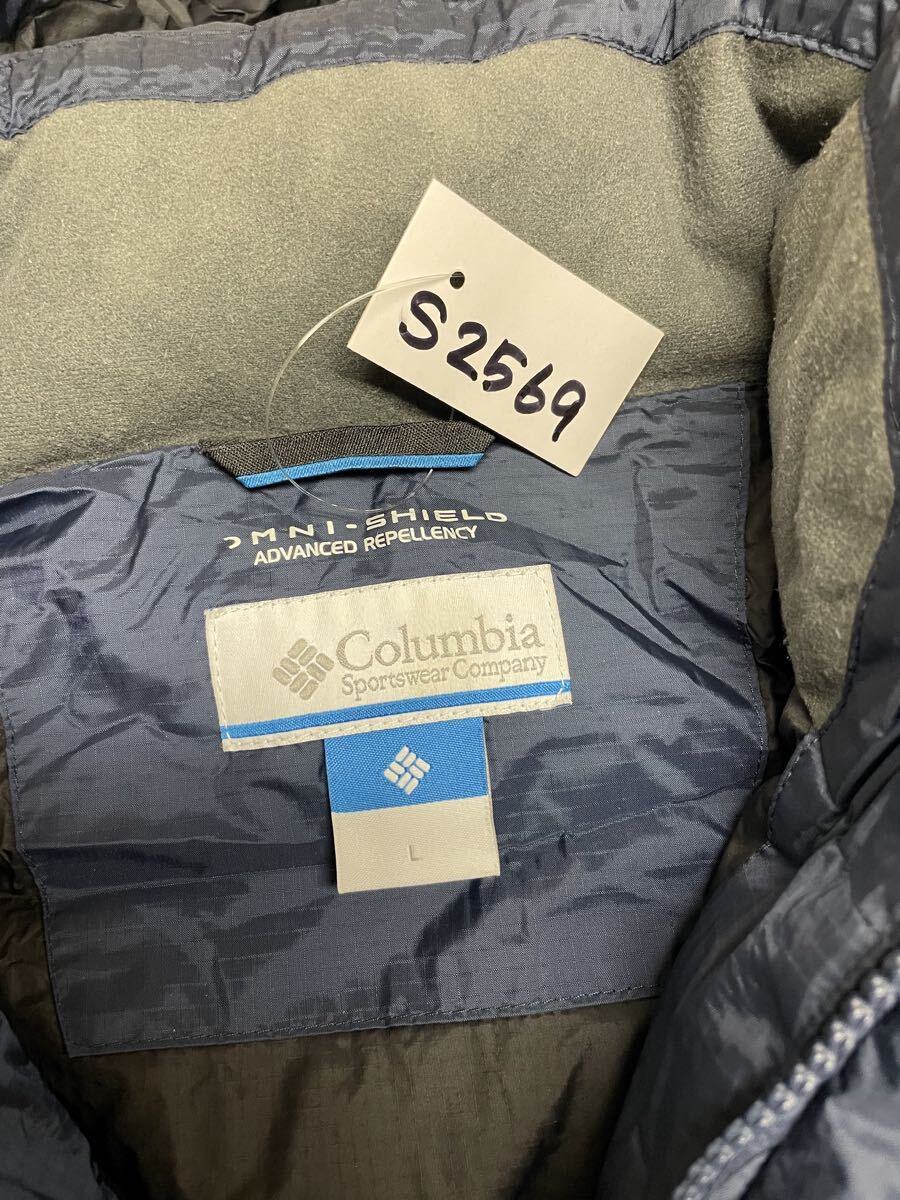 S2569
OMNI-SHIELD
ADVANCED REPELLENCY
Columbia
Sportswear Company
L